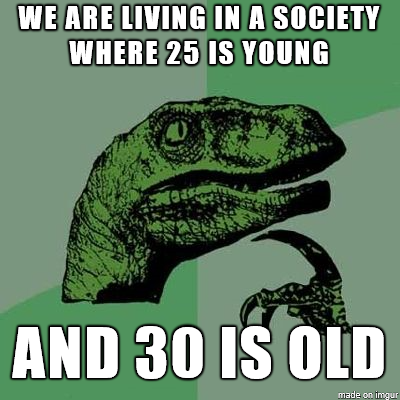 WE ARE LIVING IN A SOCIETY
WHERE 25 IS YOUNG
AND 30 IS OLD
made on imgur